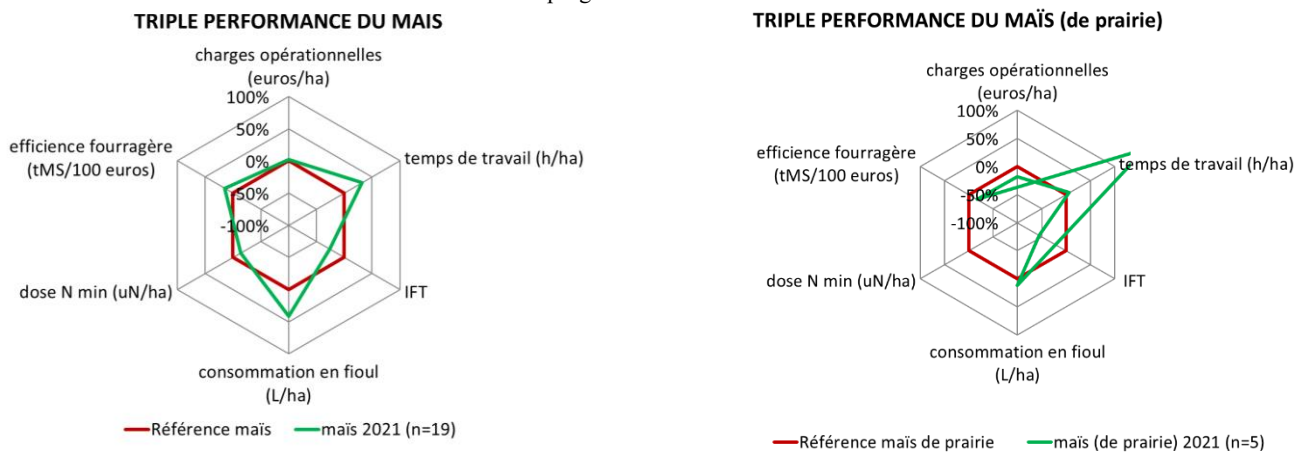 TRIPLE PERFORMANCE DU MAIS
charges opérationnelles
(euros/ha)
100%
50%
0%
-50%
-100%
efficience fourragère
(tMS/100 euros)
temps de travail (h/ha)
dose N min (uN/ha)
IFT
consommation en fioul
(L/ha)
Référence maïs
maïs 2021 (n=19)
TRIPLE PERFORMANCE DU MAÏS (de prairie)
charges opérationnelles
(euros/ha)
100%
50%
0%
-50%
-100%
efficience fourragère
(tMS/100 euros)
temps de travail (h/ha)
dose N min (uN/ha)
IFT
consommation en fioul
(L/ha)
Référence maïs de prairie
maïs (de prairie) 2021 (n=5)